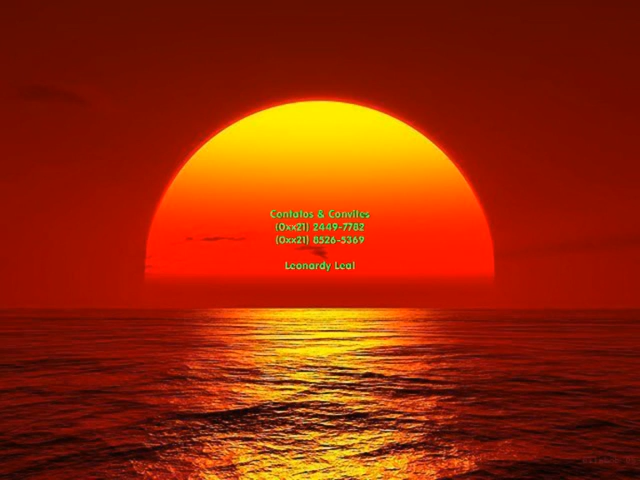 Contatos & Convites
(0xx21) 2449-7782
(0xx21) 8526-5369
Leonardy Leal